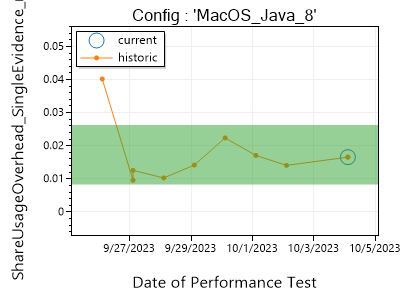 Config : 'MacOS_Java_8'
current
historic
ShareUsageOverhead_SingleEvidence_
0.05
0.04
0.03
0.02
0.01
0
9/27/2023
9/29/2023
10/1/2023
10/3/2023
10/5/2023
Date of Performance Test